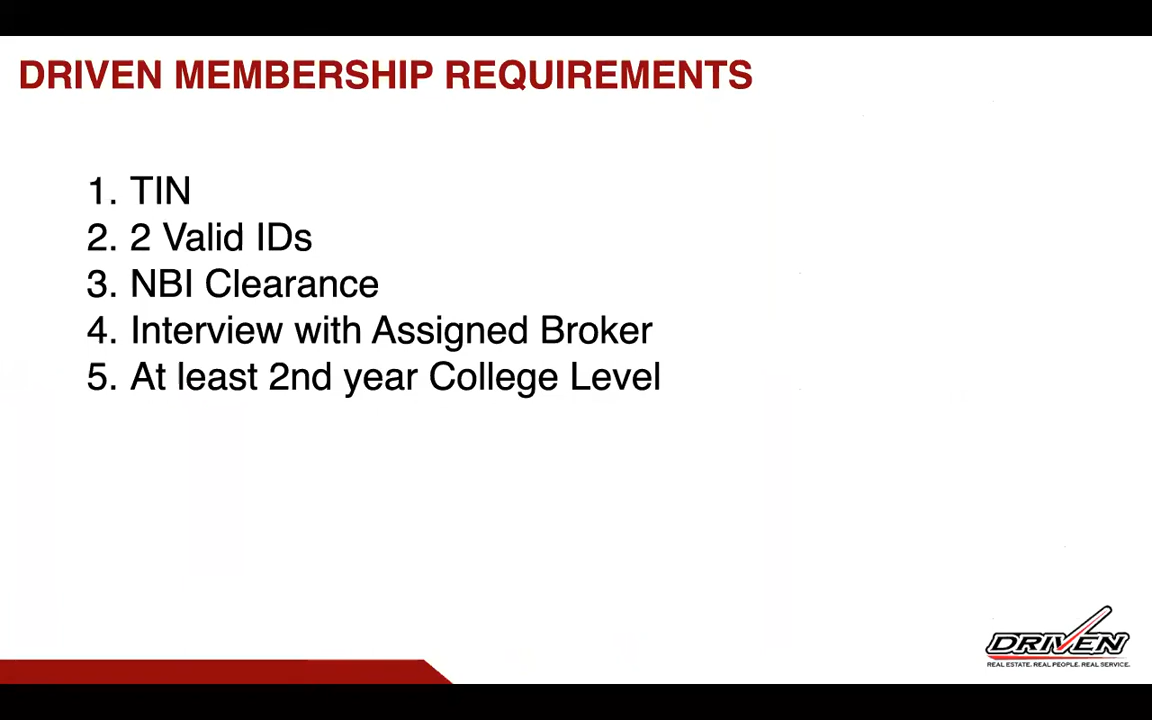 DRIVEN MEMBERSHIP REQUIREMENTS
1. TIN
2. 2 Valid IDs
3. NBI Clearance
4. Interview with Assigned Broker
5. At least 2nd year College Level
DRIVEN
REAL ESTATE. REAL PEOPLE. REAL SERVICE.